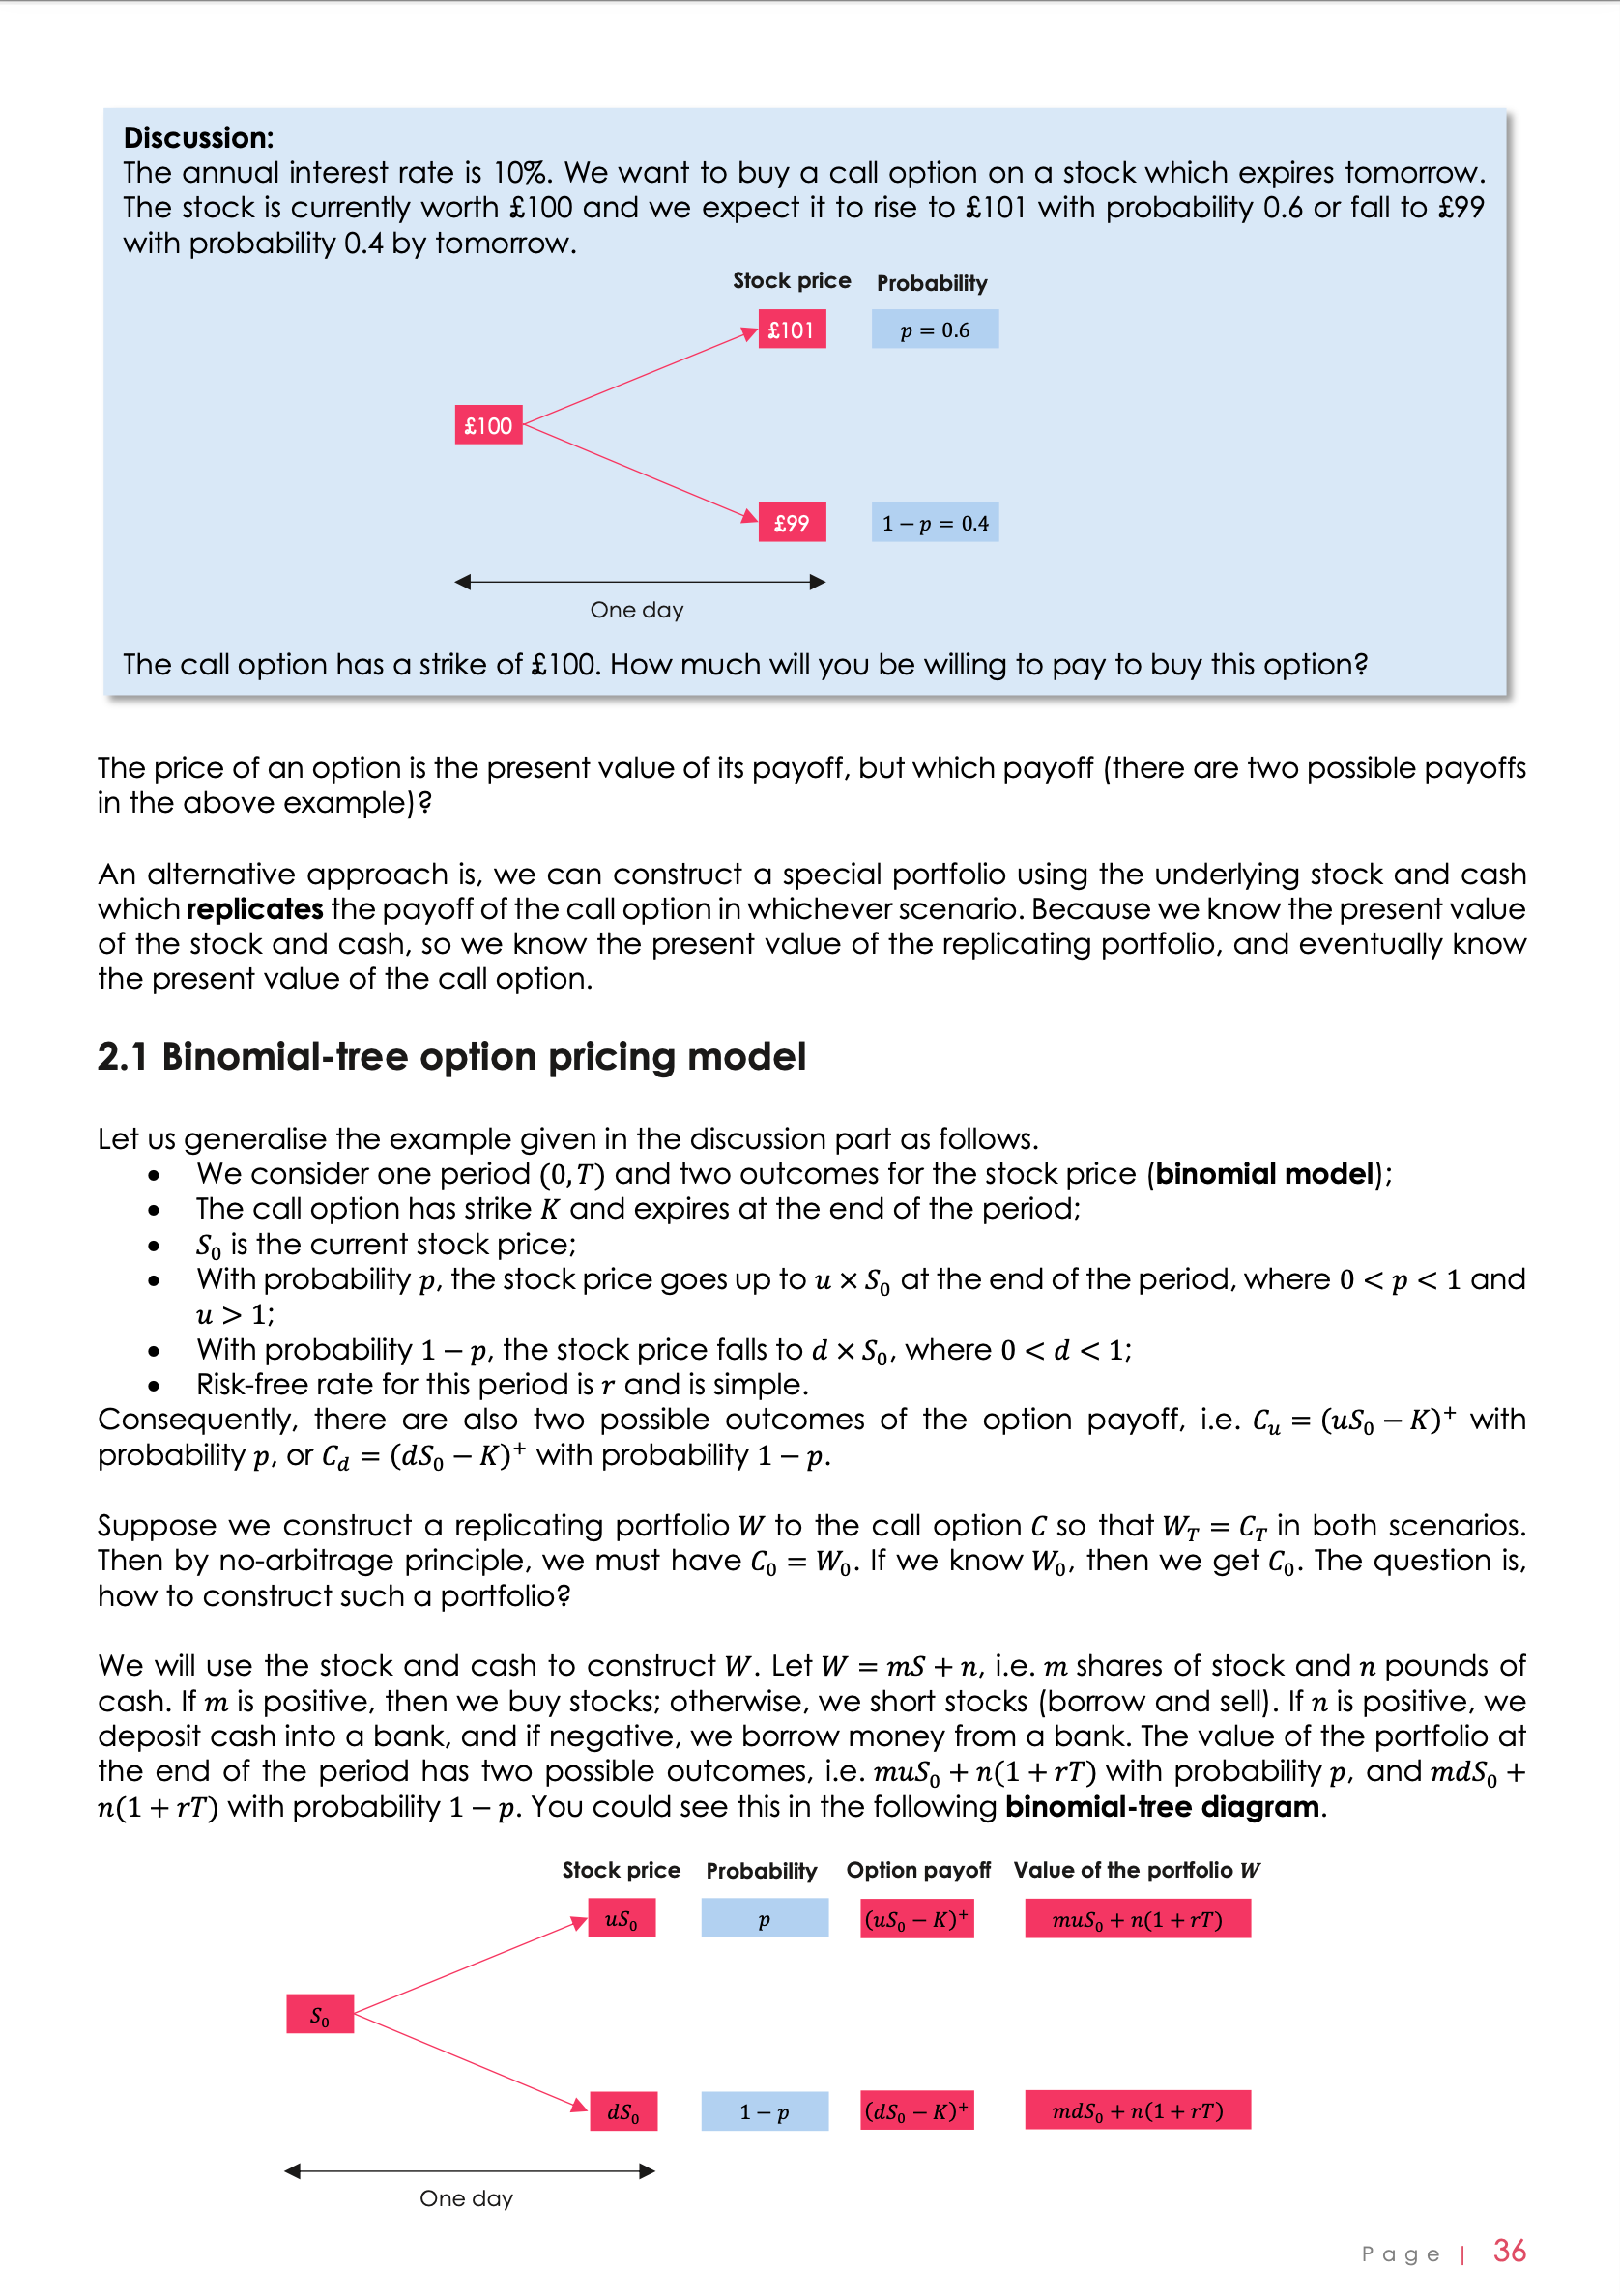 Discussion:
The annual interest rate is 10%. We want to buy a call option on a stock which expires tomorrow.
The stock is currently worth £100 and we expect it to rise to £101 with probability 0.6 or fall to £99
with probability 0.4 by tomorrow.
Stock price Probability
£101 p = 0.6
£100
£99 1 − p = 0.4
One day
The call option has a strike of £100. How much will you be willing to pay to buy this option?
The price of an option is the present value of its payoff, but which payoff (there are two possible payoffs
in the above example)?
An alternative approach is, we can construct a special portfolio using the underlying stock and cash
which replicates the payoff of the call option in whichever scenario. Because we know the present value
of the stock and cash, so we know the present value of the replicating portfolio, and eventually know
the present value of the call option.
2.1 Binomial-tree option pricing model
Let us generalise the example given in the discussion part as follows.
• We consider one period (0, T) and two outcomes for the stock price (binomial model);
• The call option has strike K and expires at the end of the period;
• S₀ is the current stock price;
• With probability p, the stock price goes up to u × S₀ at the end of the period, where 0 < p < 1 and
u > 1;
• With probability 1 − p, the stock price falls to d × S₀, where 0 < d < 1;
• Risk-free rate for this period is r and is simple.
Consequently, there are also two possible outcomes of the option payoff, i.e. Cᵤ = (uS₀ − K)⁺ with
probability p, or C_d = (dS₀ − K)⁺ with probability 1 − p.
Suppose we construct a replicating portfolio W to the call option C so that W_T = C_T in both scenarios.
Then by no-arbitrage principle, we must have C₀ = W₀. If we know W₀, then we get C₀. The question is,
how to construct such a portfolio?
We will use the stock and cash to construct W. Let W = mS + n, i.e. m shares of stock and n pounds of
cash. If m is positive, then we buy stocks; otherwise, we short stocks (borrow and sell). If n is positive, we
deposit cash into a bank, and if negative, we borrow money from a bank. The value of the portfolio at
the end of the period has two possible outcomes, i.e. muS₀ + n(1 + rT) with probability p, and mdS₀ +
n(1 + rT) with probability 1 − p. You could see this in the following binomial-tree diagram.
Stock price Probability Option payoff Value of the portfolio W
uS₀ p (uS₀ − K)⁺ muS₀ + n(1 + rT)
S₀
dS₀ 1 − p (dS₀ − K)⁺ mdS₀ + n(1 + rT)
One day
Page | 36